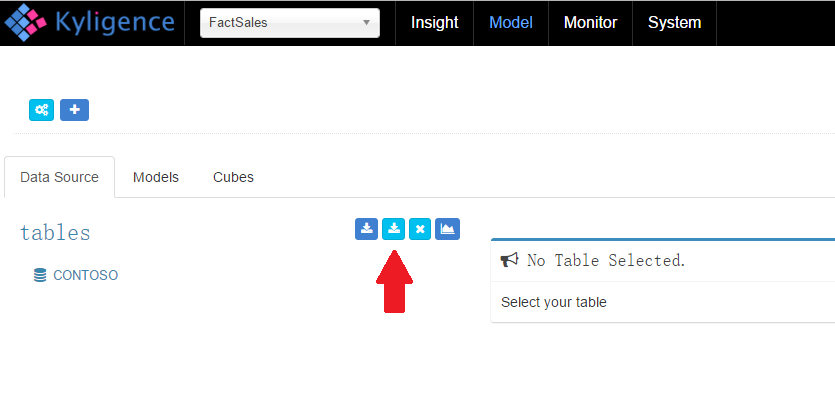 Kyligence FactSales Insight Model Monitor System
Data Source Models Cubes
tables
CONTOSO
No Table Selected.
Select your table